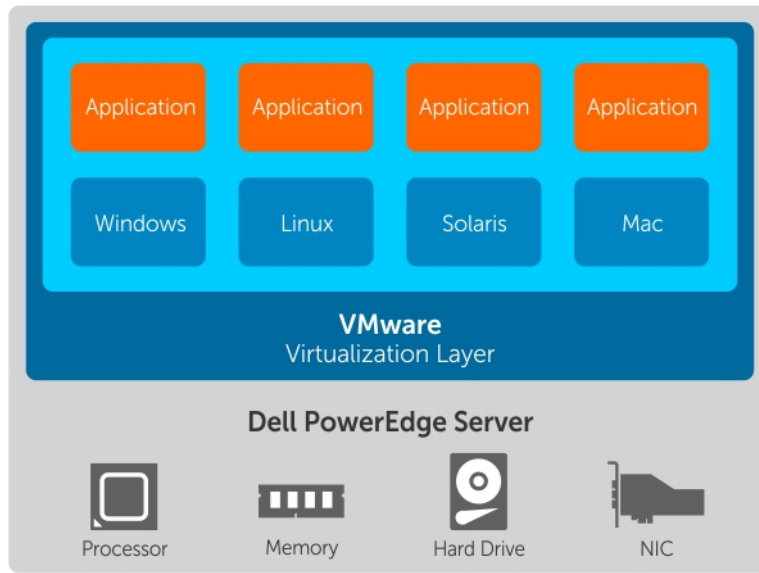 Application
Application
Application
Application
Windows
Linux
Solaris
Mac
VMware
Virtualization Layer
Dell PowerEdge Server
Processor
Memory
Hard Drive
NIC